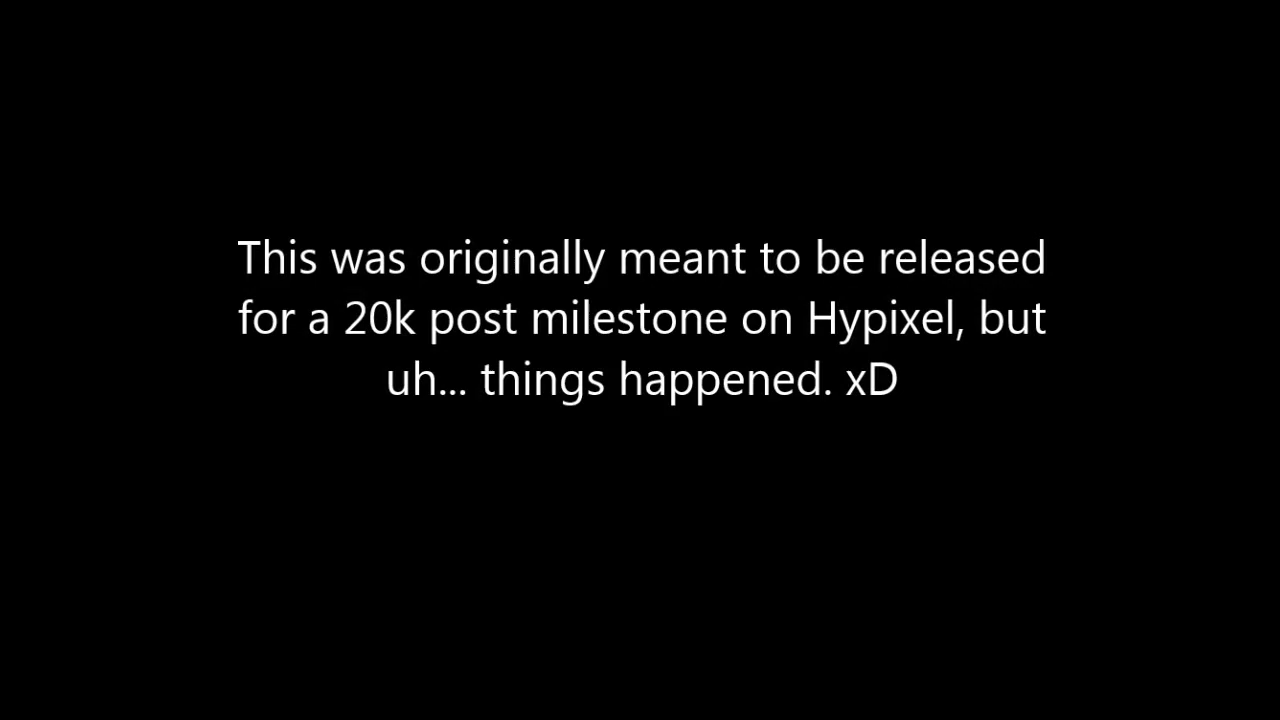 This was originally meant to be released
for a 20k post milestone on Hypixel, but
uh... things happened. xD